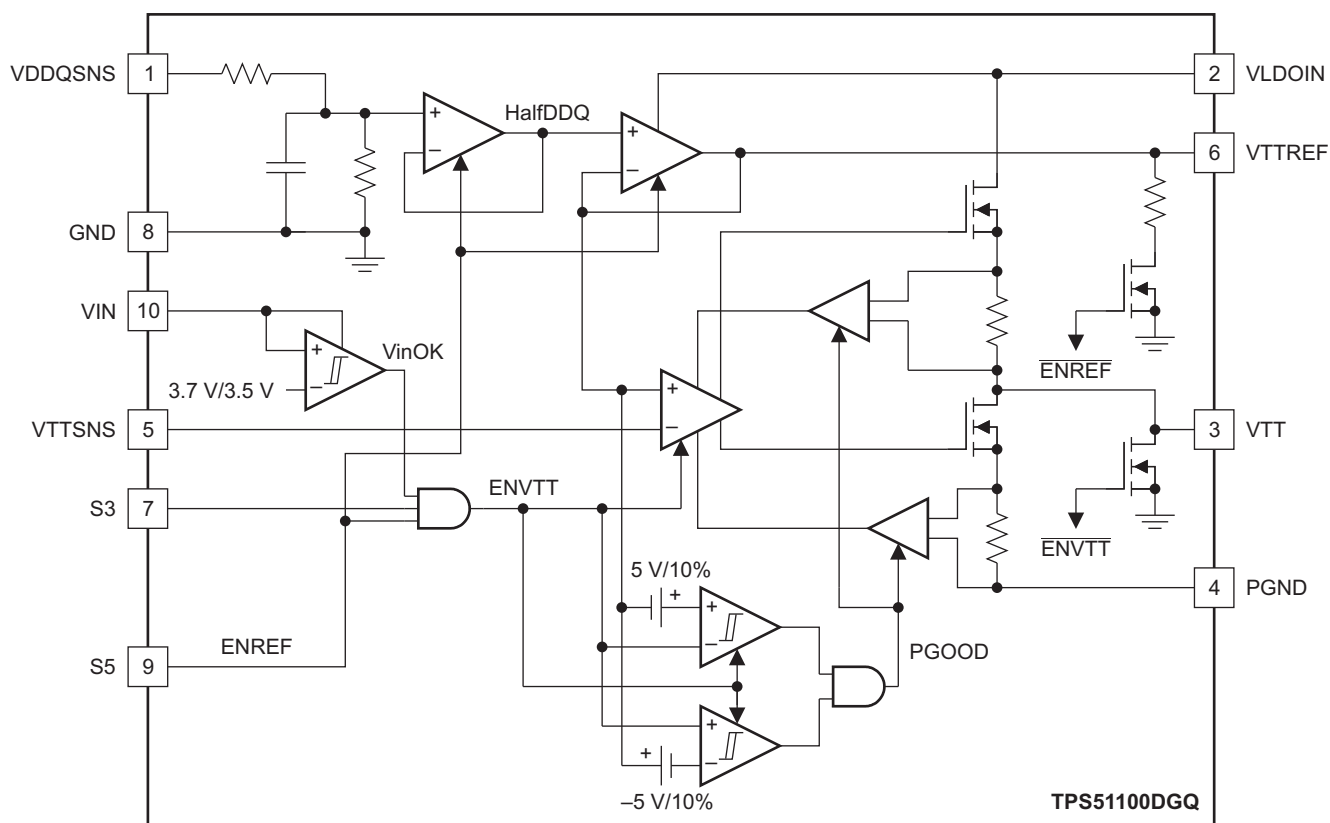 VDDQSNS 1
2 VLDOIN
HalfDDQ
+
−
+
−
6 VTTREF
GND 8
VIN 10
VinOK
+
−
3.7 V/3.5 V
ENREF
+
−
VTTSNS 5
3 VTT
ENVTT
S3 7
ENVTT
5 V/10%
+
+
−
4 PGND
S5 9
ENREF
PGOOD
+
+
−
–5 V/10%
TPS51100DGQ